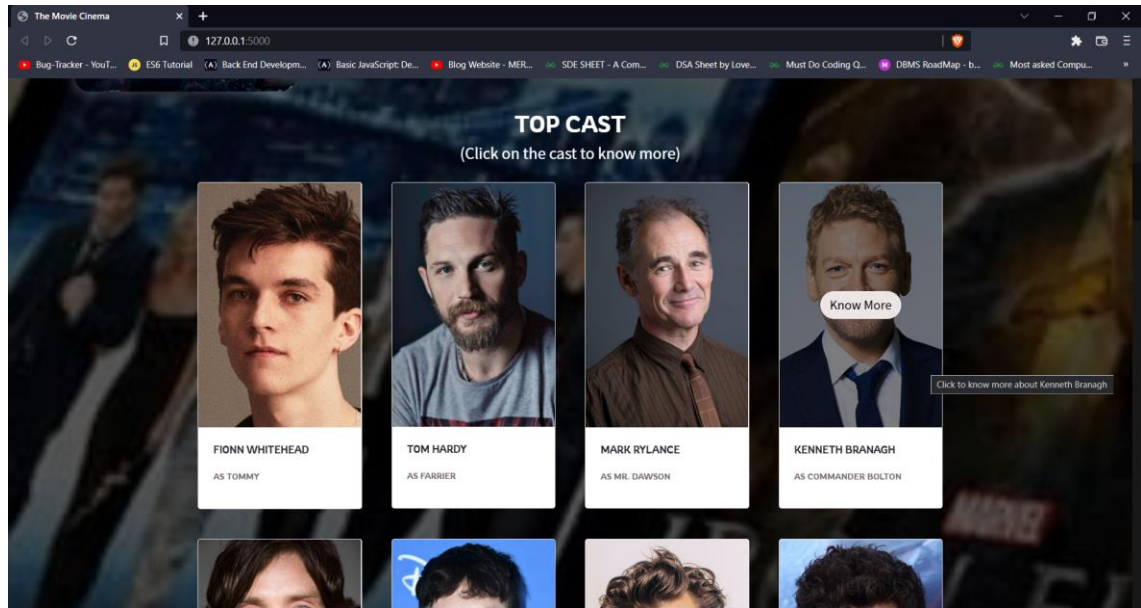 The Movie Cinema
127.0.0.1:5000
Bug-Tracker - YouT... ES6 Tutorial Back End Developm... Basic JavaScript: De... Blog Website - MER... SDE SHEET - A Com... DSA Sheet by Love... Must Do Coding Q... DBMS RoadMap - b... Most asked Compu...
TOP CAST
(Click on the cast to know more)
Know More
Click to know more about Kenneth Branagh
FIONN WHITEHEAD TOM HARDY MARK RYLANCE KENNETH BRANAGH
AS TOMMY AS FARRIER AS MR. DAWSON AS COMMANDER BOLTON
MARVEL